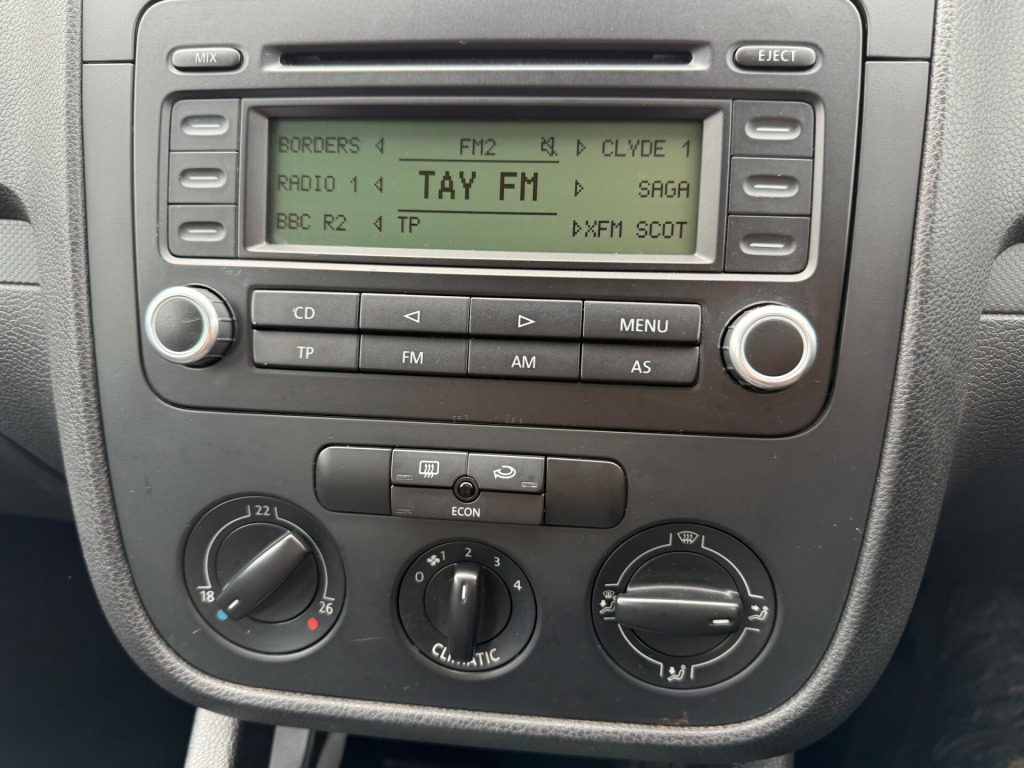 MIX
EJECT
BORDERS FM2 CLYDE 1
RADIO 1 TAY FM SAGA
BBC R2 TP XFM SCOT
CD MENU
TP FM AM AS
ECON
22
18
26
0 1 2 3 4
CLIMATIC